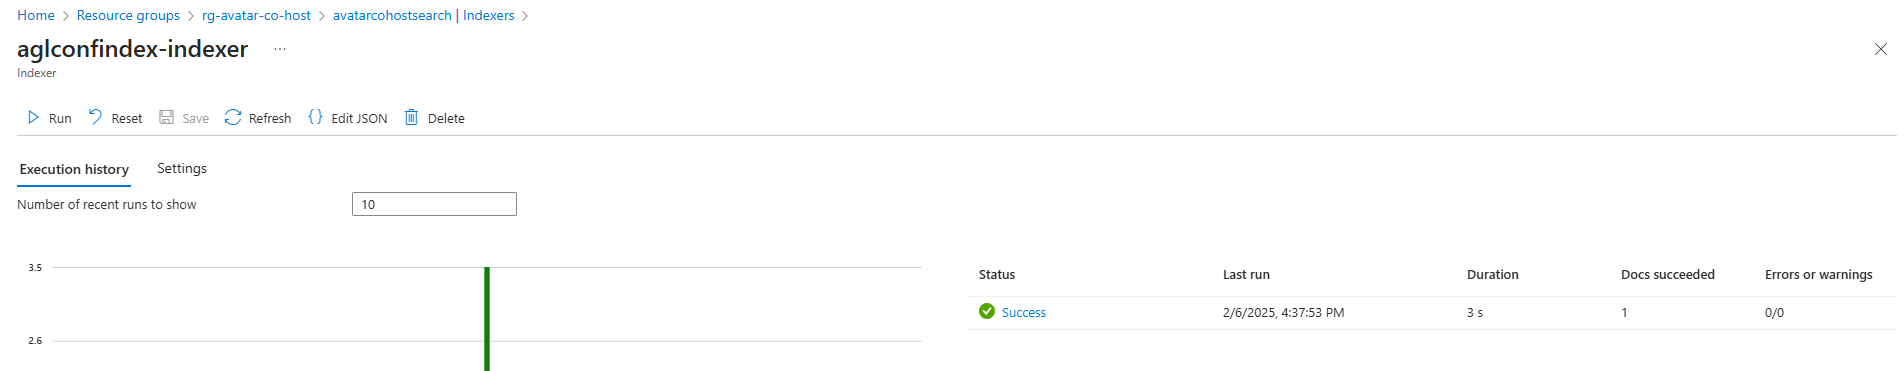 Home > Resource groups > rg-avatar-co-host > avatarcohostsearch | Indexers >
aglconfindex-indexer ...
Indexer
Run Reset Save Refresh {} Edit JSON Delete
Execution history Settings
Number of recent runs to show 10
3.5
2.6
Status Last run Duration Docs succeeded Errors or warnings
Success 2/6/2025, 4:37:53 PM 3 s 1 0/0